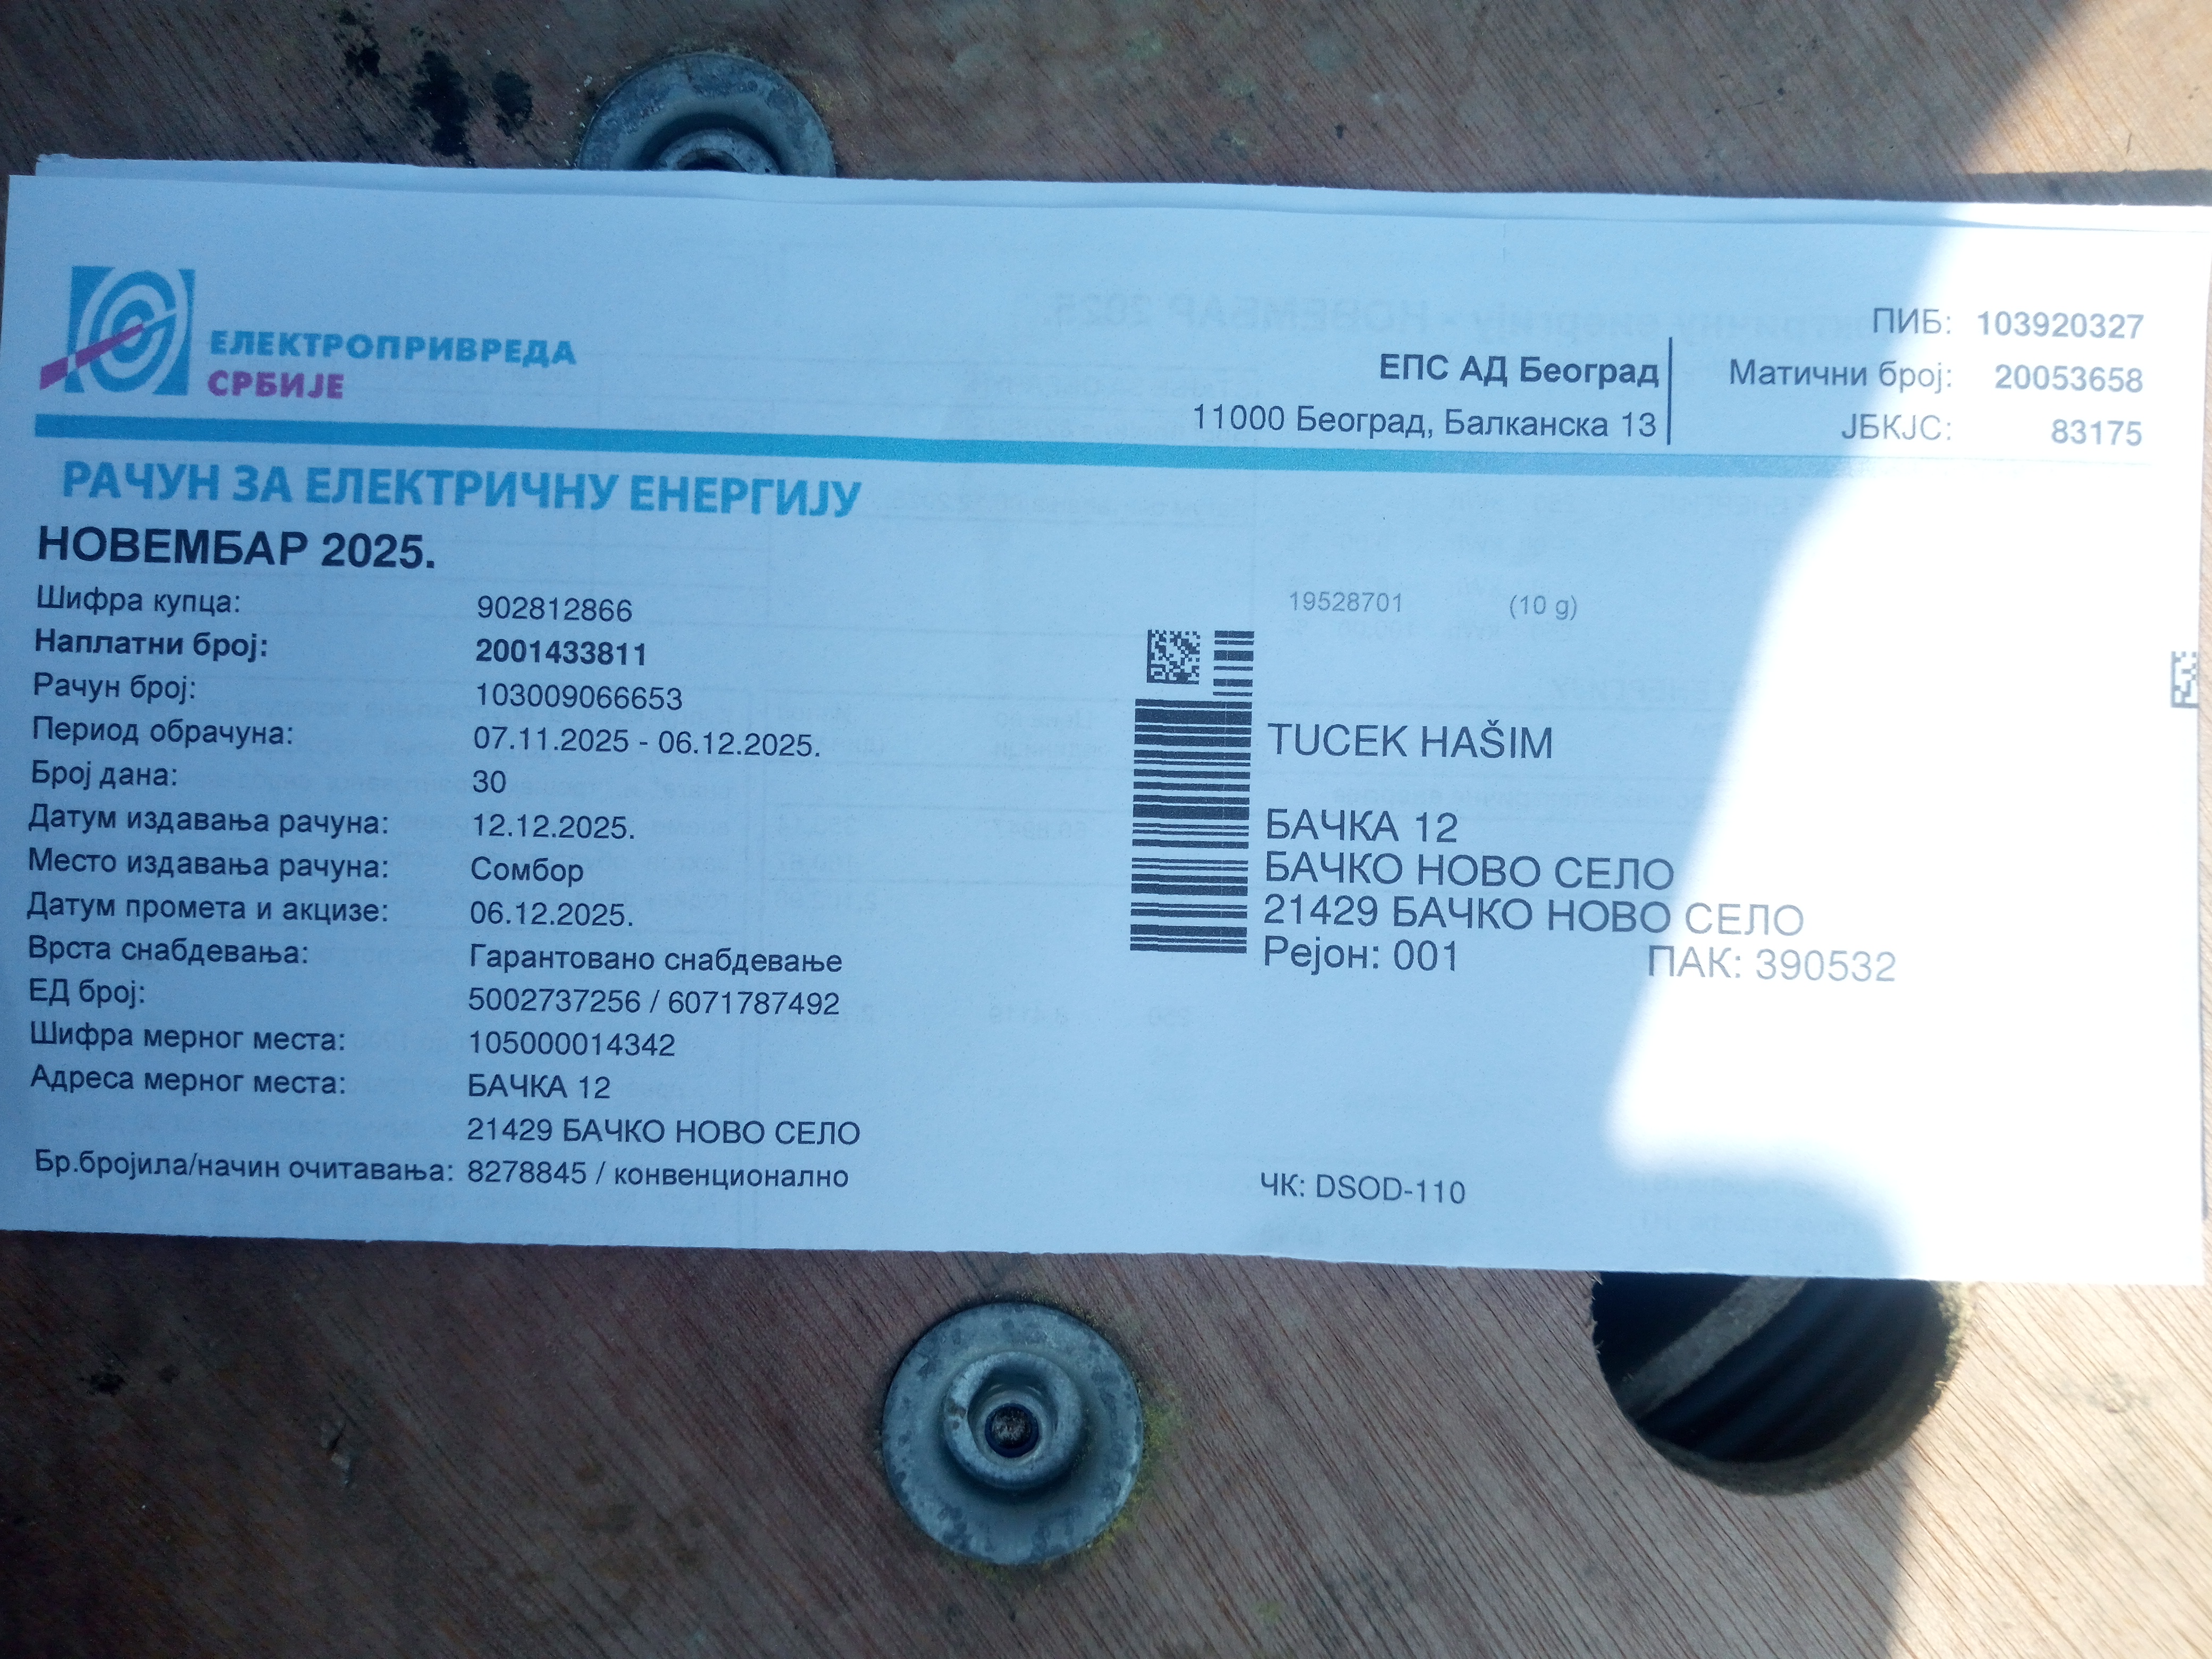 ЕЛЕКТРОПРИВРЕДА
СРБИЈЕ
ЕПС АД Београд
11000 Београд, Балканска 13
ПИБ: 103920327
Матични број: 20053658
ЈБКЈС: 83175
РАЧУН ЗА ЕЛЕКТРИЧНУ ЕНЕРГИЈУ
НОВЕМБАР 2025.
Шифра купца: 902812866
Наплатни број: 2001433811
Рачун број: 103009066653
Период обрачуна: 07.11.2025 - 06.12.2025.
Број дана: 30
Датум издавања рачуна: 12.12.2025.
Место издавања рачуна: Сомбор
Датум промета и акцизе: 06.12.2025.
Врста снабдевања: Гарантовано снабдевање
ЕД број: 5002737256 / 6071787492
Шифра мерног места: 105000014342
Адреса мерног места: БАЧКА 12
21429 БАЧКО НОВО СЕЛО
Бр.бројила/начин очитавања: 8278845 / конвенционално
19528701 (10 g)
TUCEK HAŠIM
БАЧКА 12
БАЧКО НОВО СЕЛО
21429 БАЧКО НОВО СЕЛО
Рејон: 001 ПАК: 390532
ЧК: DSOD-110